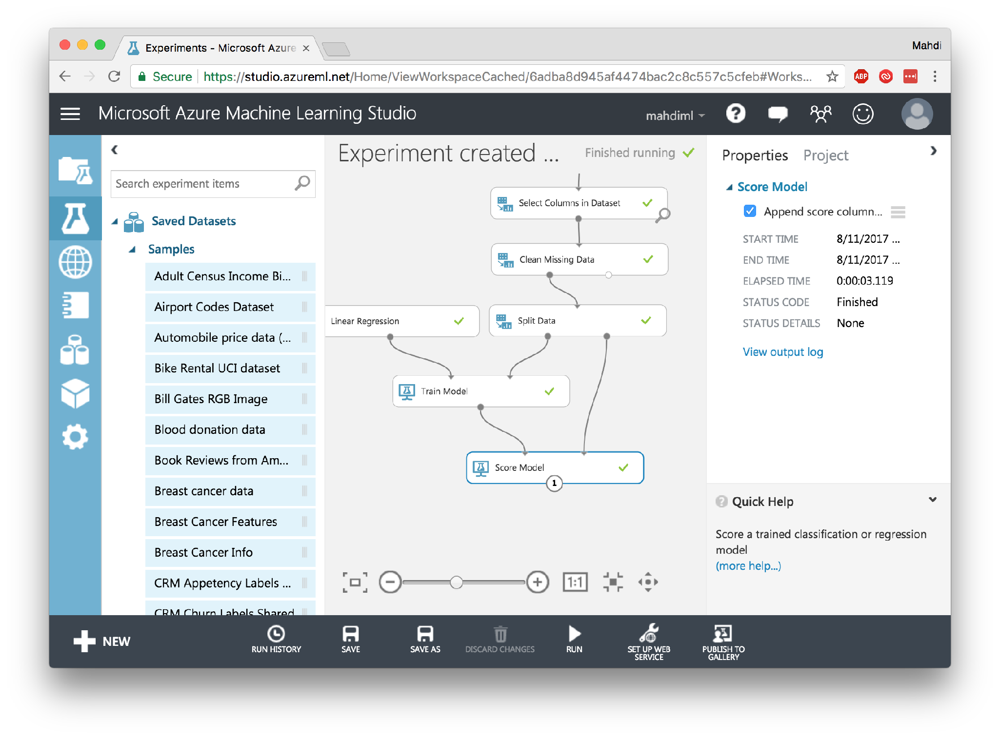 Experiments - Microsoft Azure
Mahdi
Secure
https://studio.azureml.net/Home/ViewWorkspaceCached/6adba8d945af4474bac2c8c557c5cfeb#Works...
ABP
Microsoft Azure Machine Learning Studio
mahdiml
Search experiment items
Saved Datasets
Samples
Adult Census Income Bi...
Airport Codes Dataset
Automobile price data (...
Bike Rental UCI dataset
Bill Gates RGB Image
Blood donation data
Book Reviews from Am...
Breast cancer data
Breast Cancer Features
Breast Cancer Info
CRM Appetency Labels ...
CRM Churn Labels Shared
Experiment created ...
Finished running
Select Columns in Dataset
Clean Missing Data
Linear Regression
Split Data
Train Model
Score Model
1
1:1
Properties
Project
Score Model
Append score column...
START TIME 8/11/2017 ...
END TIME 8/11/2017 ...
ELAPSED TIME 0:00:03.119
STATUS CODE Finished
STATUS DETAILS None
View output log
? Quick Help
Score a trained classification or regression
model
(more help...)
NEW
RUN HISTORY
SAVE
SAVE AS
DISCARD CHANGES
RUN
SET UP WEB
SERVICE
PUBLISH TO
GALLERY